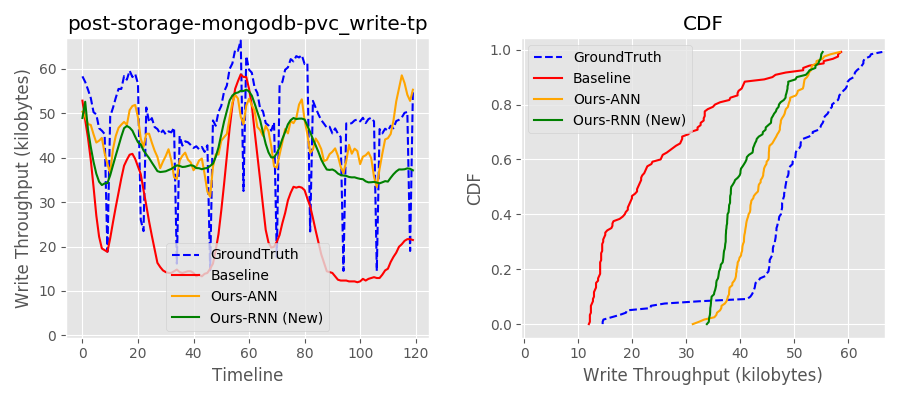 post-storage-mongodb-pvc_write-tp
Write Throughput (kilobytes)
60
50
40
30
20
10
0
GroundTruth
Baseline
Ours-ANN
Ours-RNN (New)
0
20
40
60
80
100
120
Timeline
CDF
CDF
1.0
0.8
0.6
0.4
0.2
0.0
GroundTruth
Baseline
Ours-ANN
Ours-RNN (New)
0
10
20
30
40
50
60
Write Throughput (kilobytes)